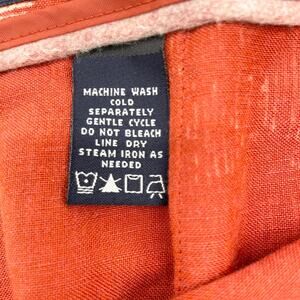 MACHINE WASH
COLD
SEPARATELY
GENTLE CYCLE
DO NOT BLEACH
LINE DRY
STEAM IRON AS
NEEDED